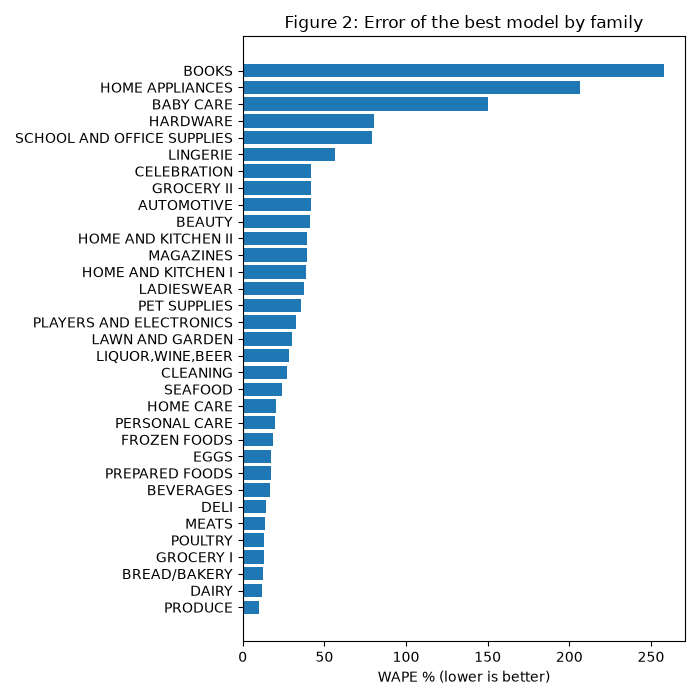 Figure 2: Error of the best model by family
BOOKS
HOME APPLIANCES
BABY CARE
HARDWARE
SCHOOL AND OFFICE SUPPLIES
LINGERIE
CELEBRATION
GROCERY II
AUTOMOTIVE
BEAUTY
HOME AND KITCHEN II
MAGAZINES
HOME AND KITCHEN I
LADIESWEAR
PET SUPPLIES
PLAYERS AND ELECTRONICS
LAWN AND GARDEN
LIQUOR,WINE,BEER
CLEANING
SEAFOOD
HOME CARE
PERSONAL CARE
FROZEN FOODS
EGGS
PREPARED FOODS
BEVERAGES
DELI
MEATS
POULTRY
GROCERY I
BREAD/BAKERY
DAIRY
PRODUCE
0 50 100 150 200 250
WAPE % (lower is better)